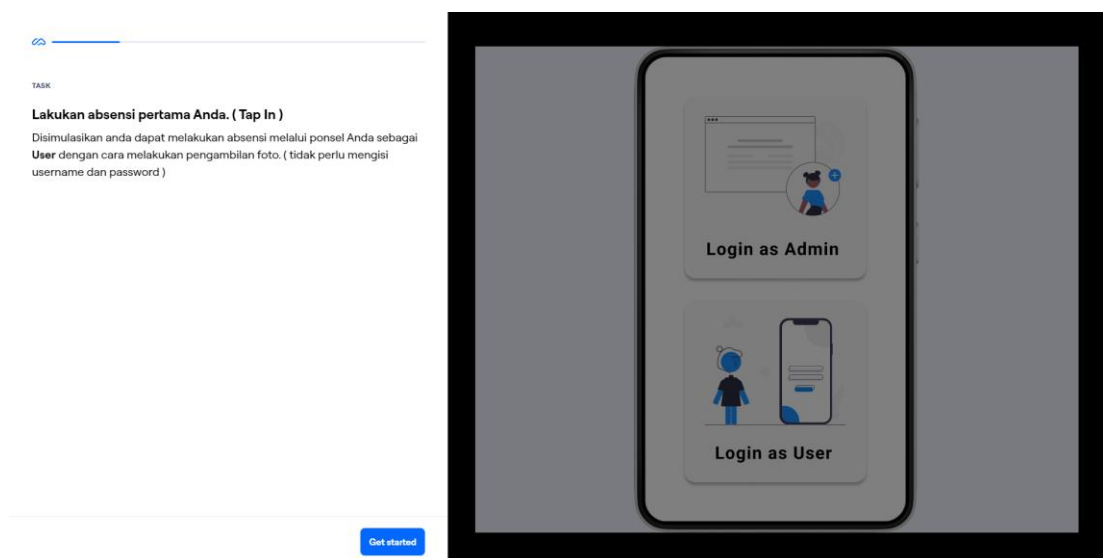 TASK
Lakukan absensi pertama Anda. ( Tap In )
Disimulasikan anda dapat melakukan absensi melalui ponsel Anda sebagai
User dengan cara melakukan pengambilan foto. ( tidak perlu mengisi
username dan password )
Get started
Login as Admin
Login as User